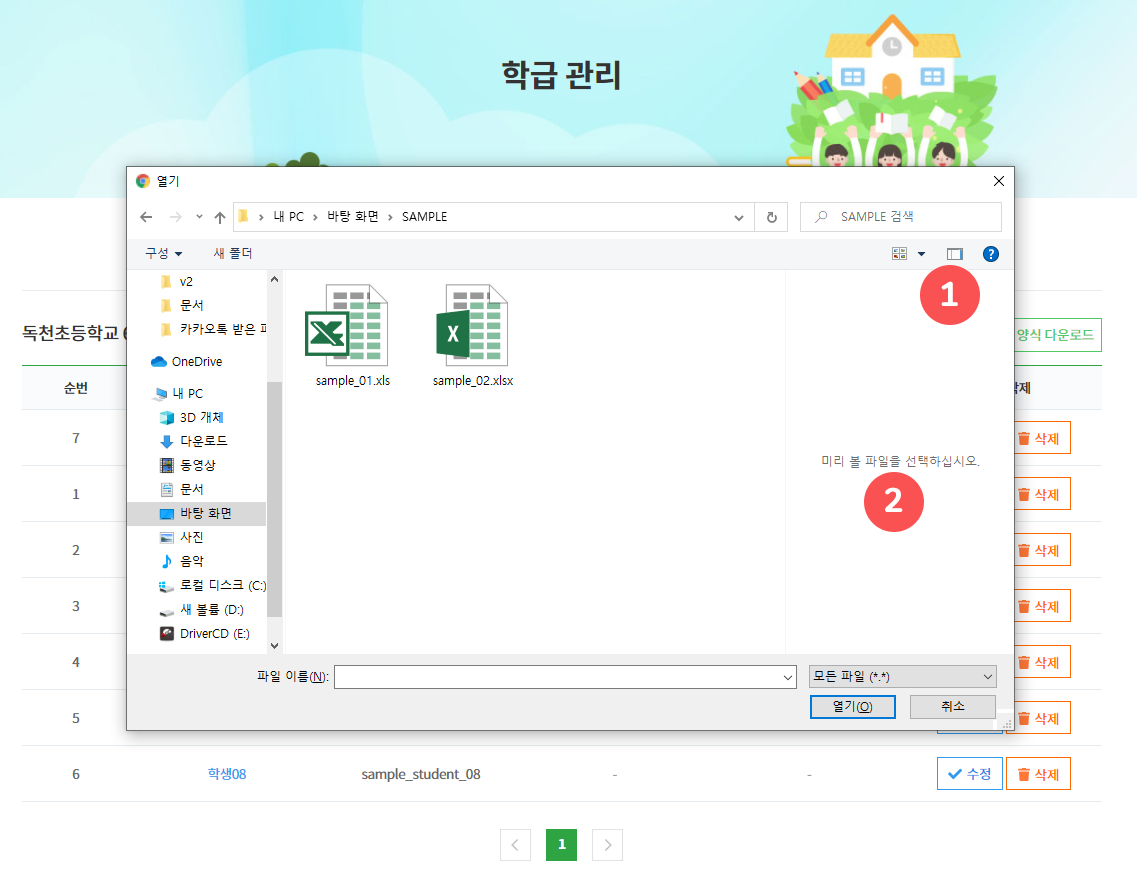 학급 관리
열기
내 PC > 바탕 화면 > SAMPLE
SAMPLE 검색
구성
새 폴더
1
v2
문서
카카오톡 받은 파
OneDrive
내 PC
3D 개체
다운로드
동영상
문서
바탕 화면
사진
음악
로컬 디스크 (C:)
새 볼륨 (D:)
DriverCD (E:)
sample_01.xls
sample_02.xlsx
미리 볼 파일을 선택하십시오.
2
파일 이름(N):
모든 파일 (*.*)
열기(O)
취소
독천초등학교 6
양식 다운로드
순번
7 삭제
1 삭제
2 삭제
3 삭제
4 삭제
5 삭제
6 학생08 sample_student_08 - - 수정 삭제
1